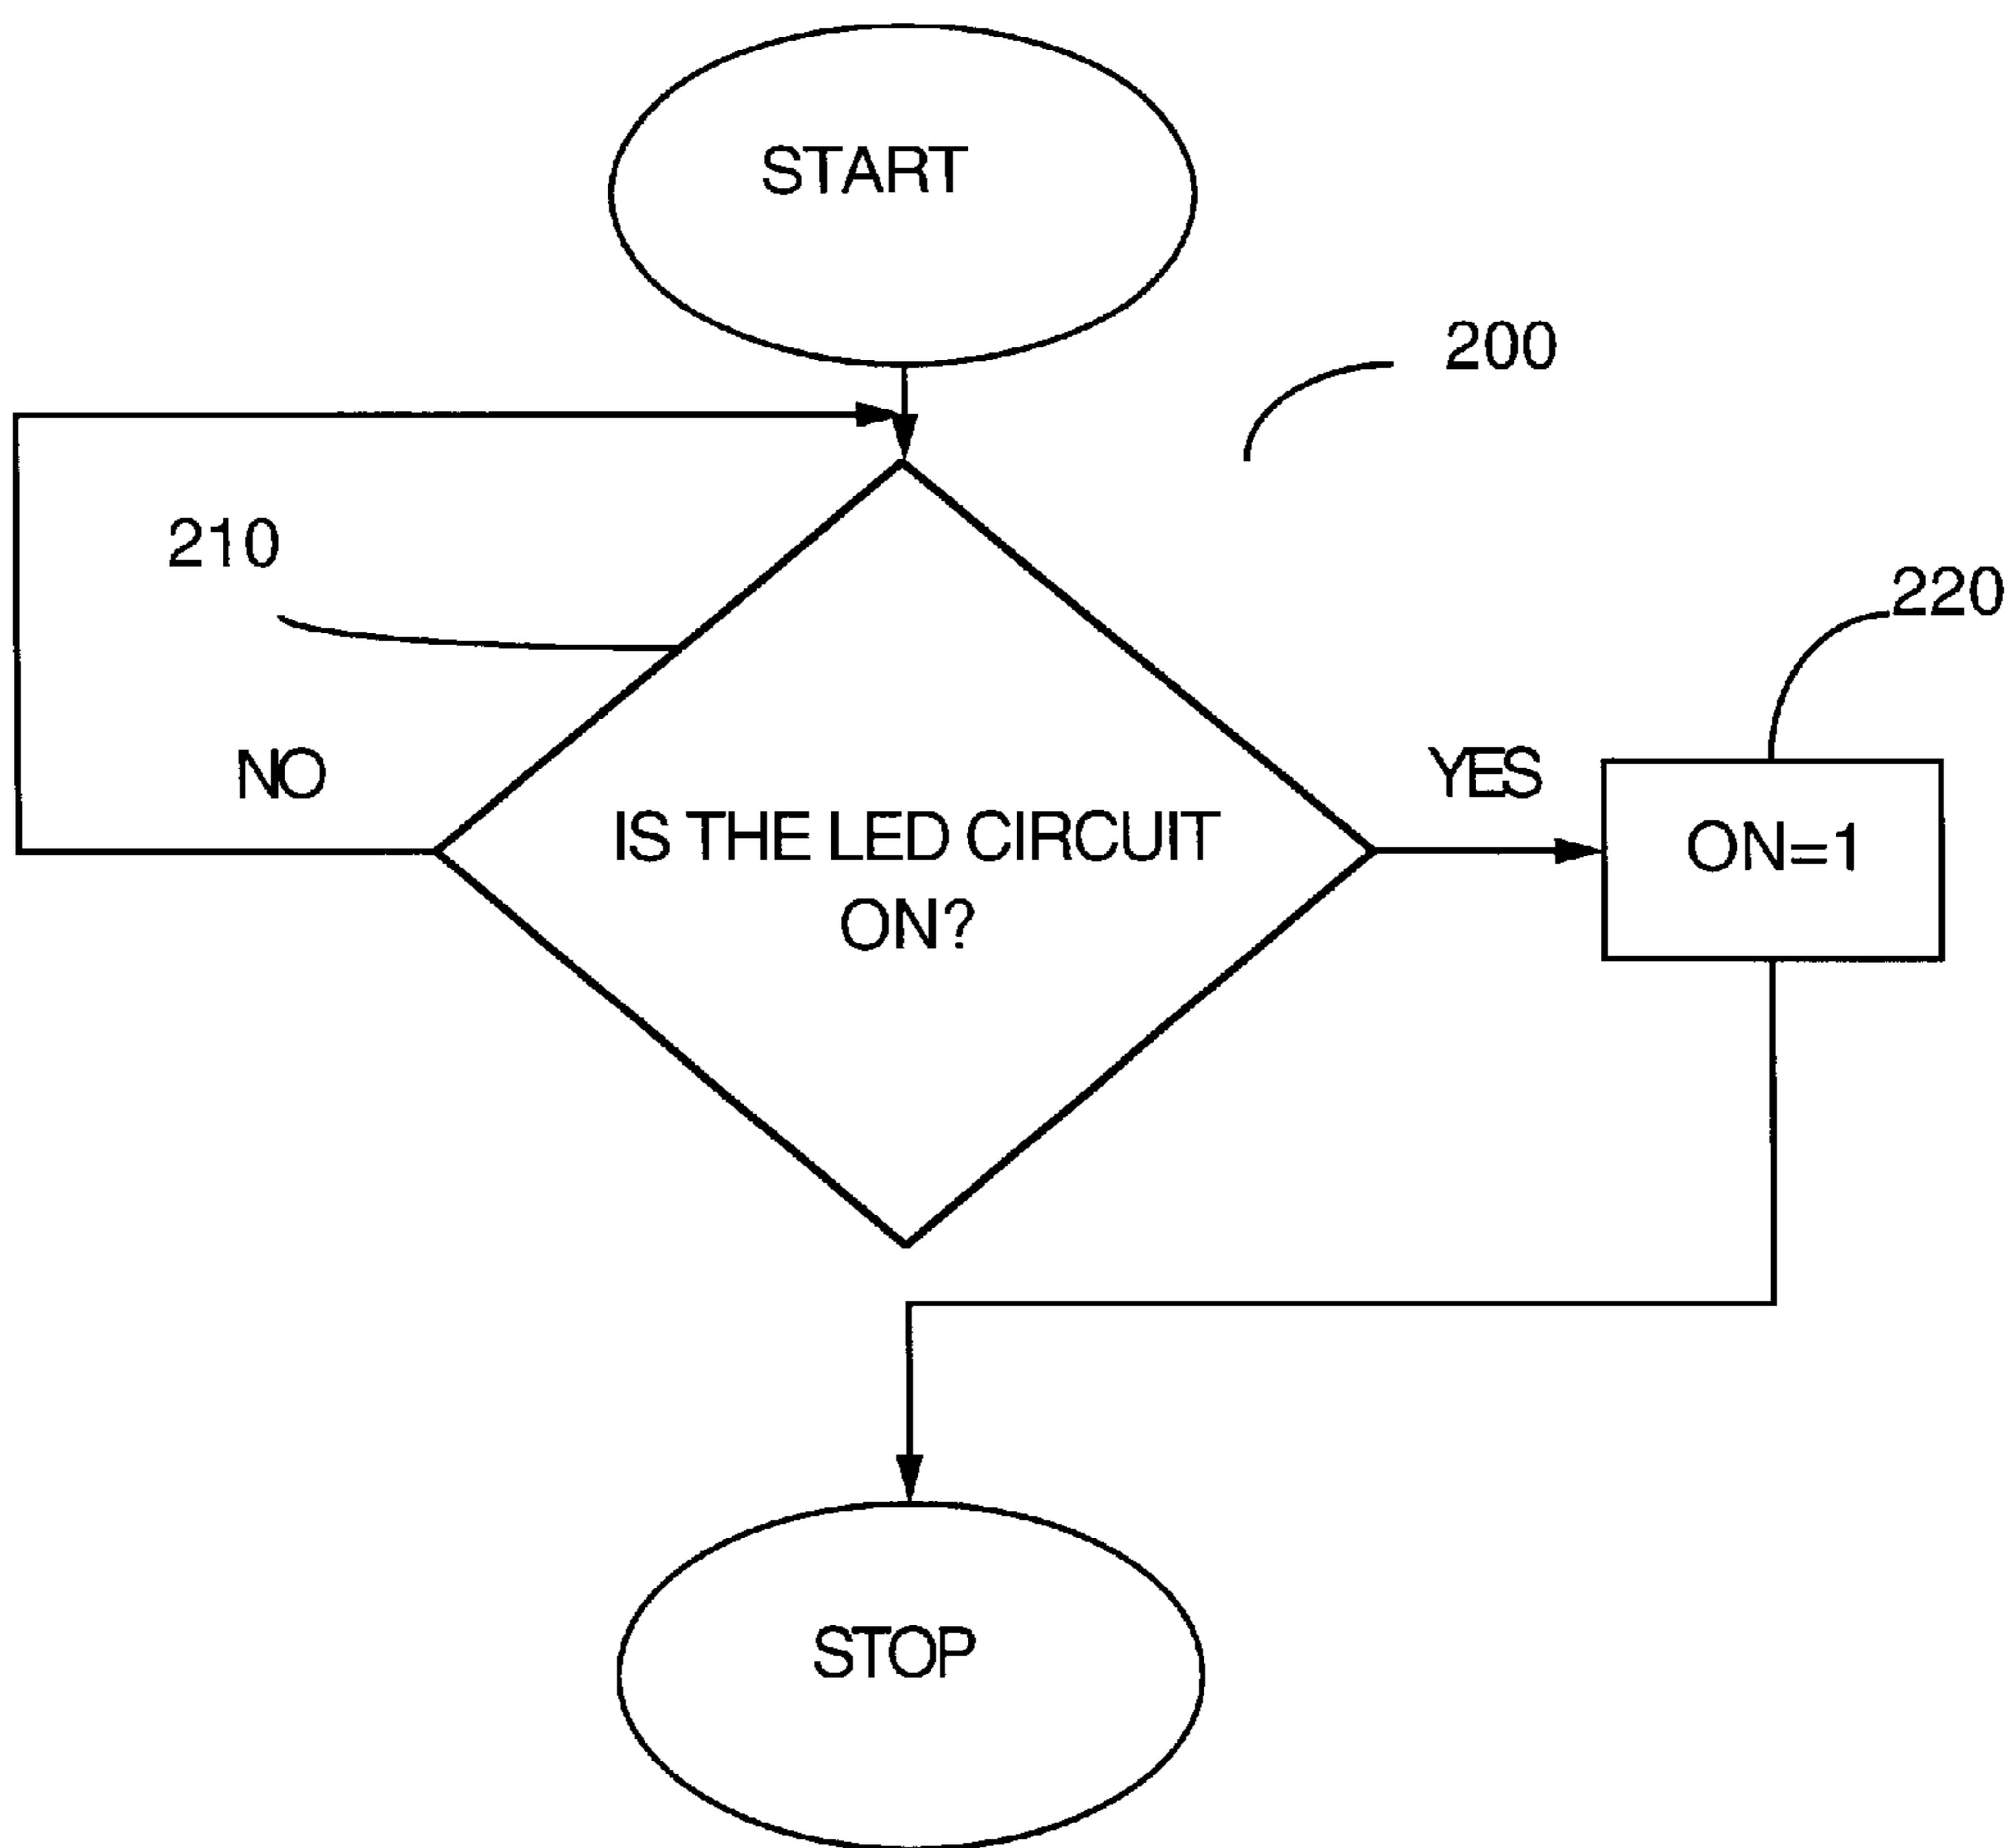 START
200
210
220
NO
YES
IS THE LED CIRCUIT
ON?
ON=1
STOP